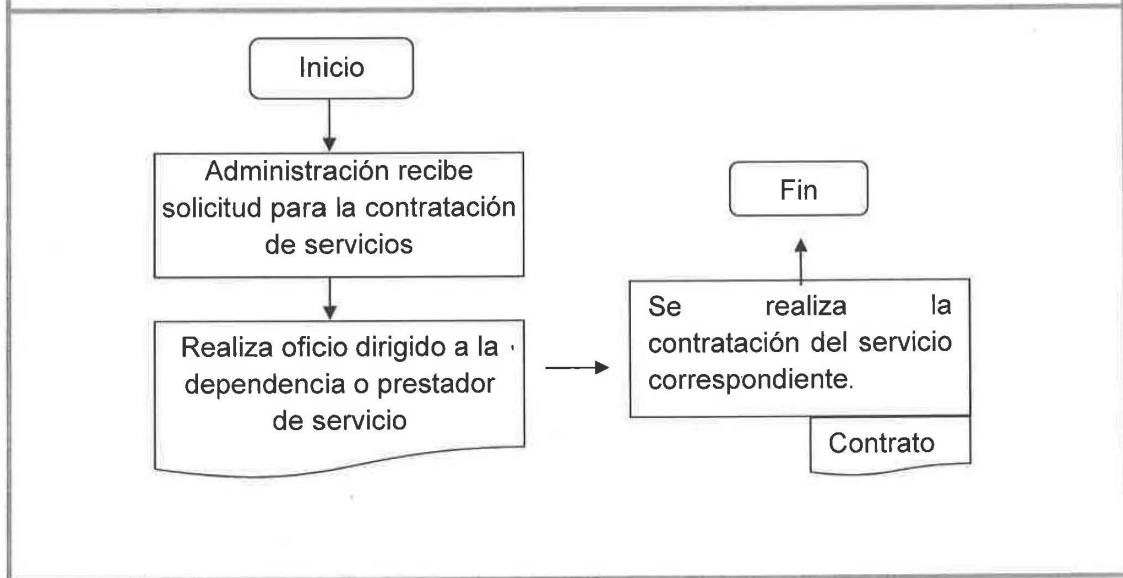 Inicio
Administración recibe
solicitud para la contratación
de servicios
Realiza oficio dirigido a la
dependencia o prestador
de servicio
Fin
Se realiza la
contratación del servicio
correspondiente.
Contrato